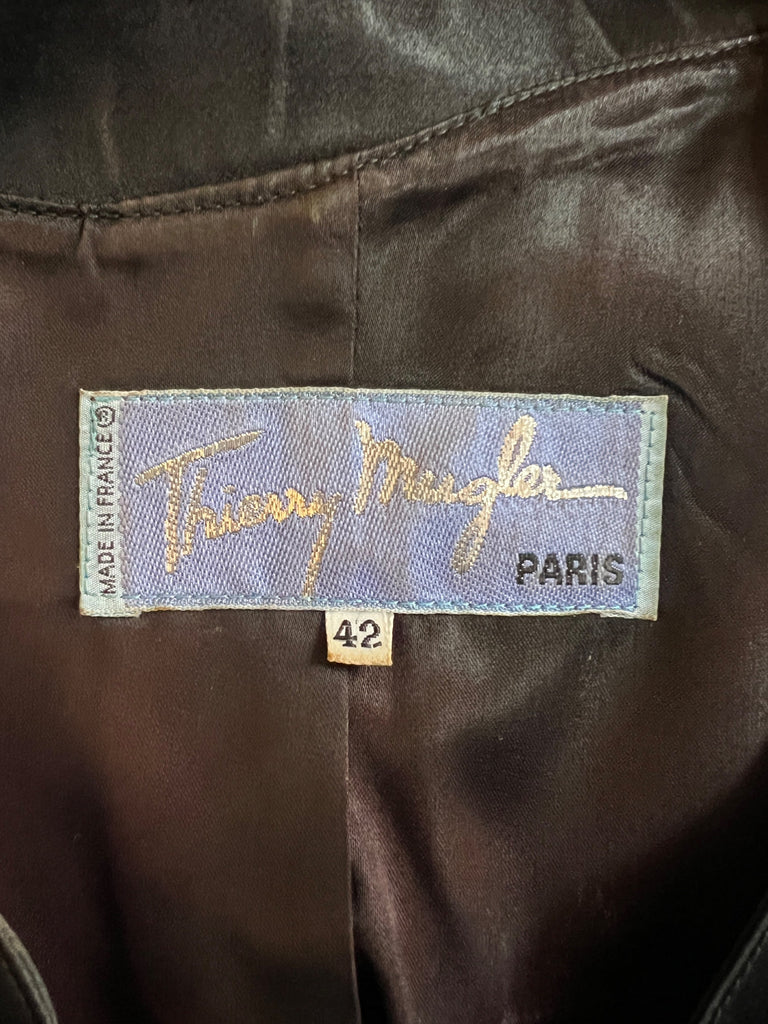 MADE IN FRANCE ®
Thierry Mugler
PARIS
42